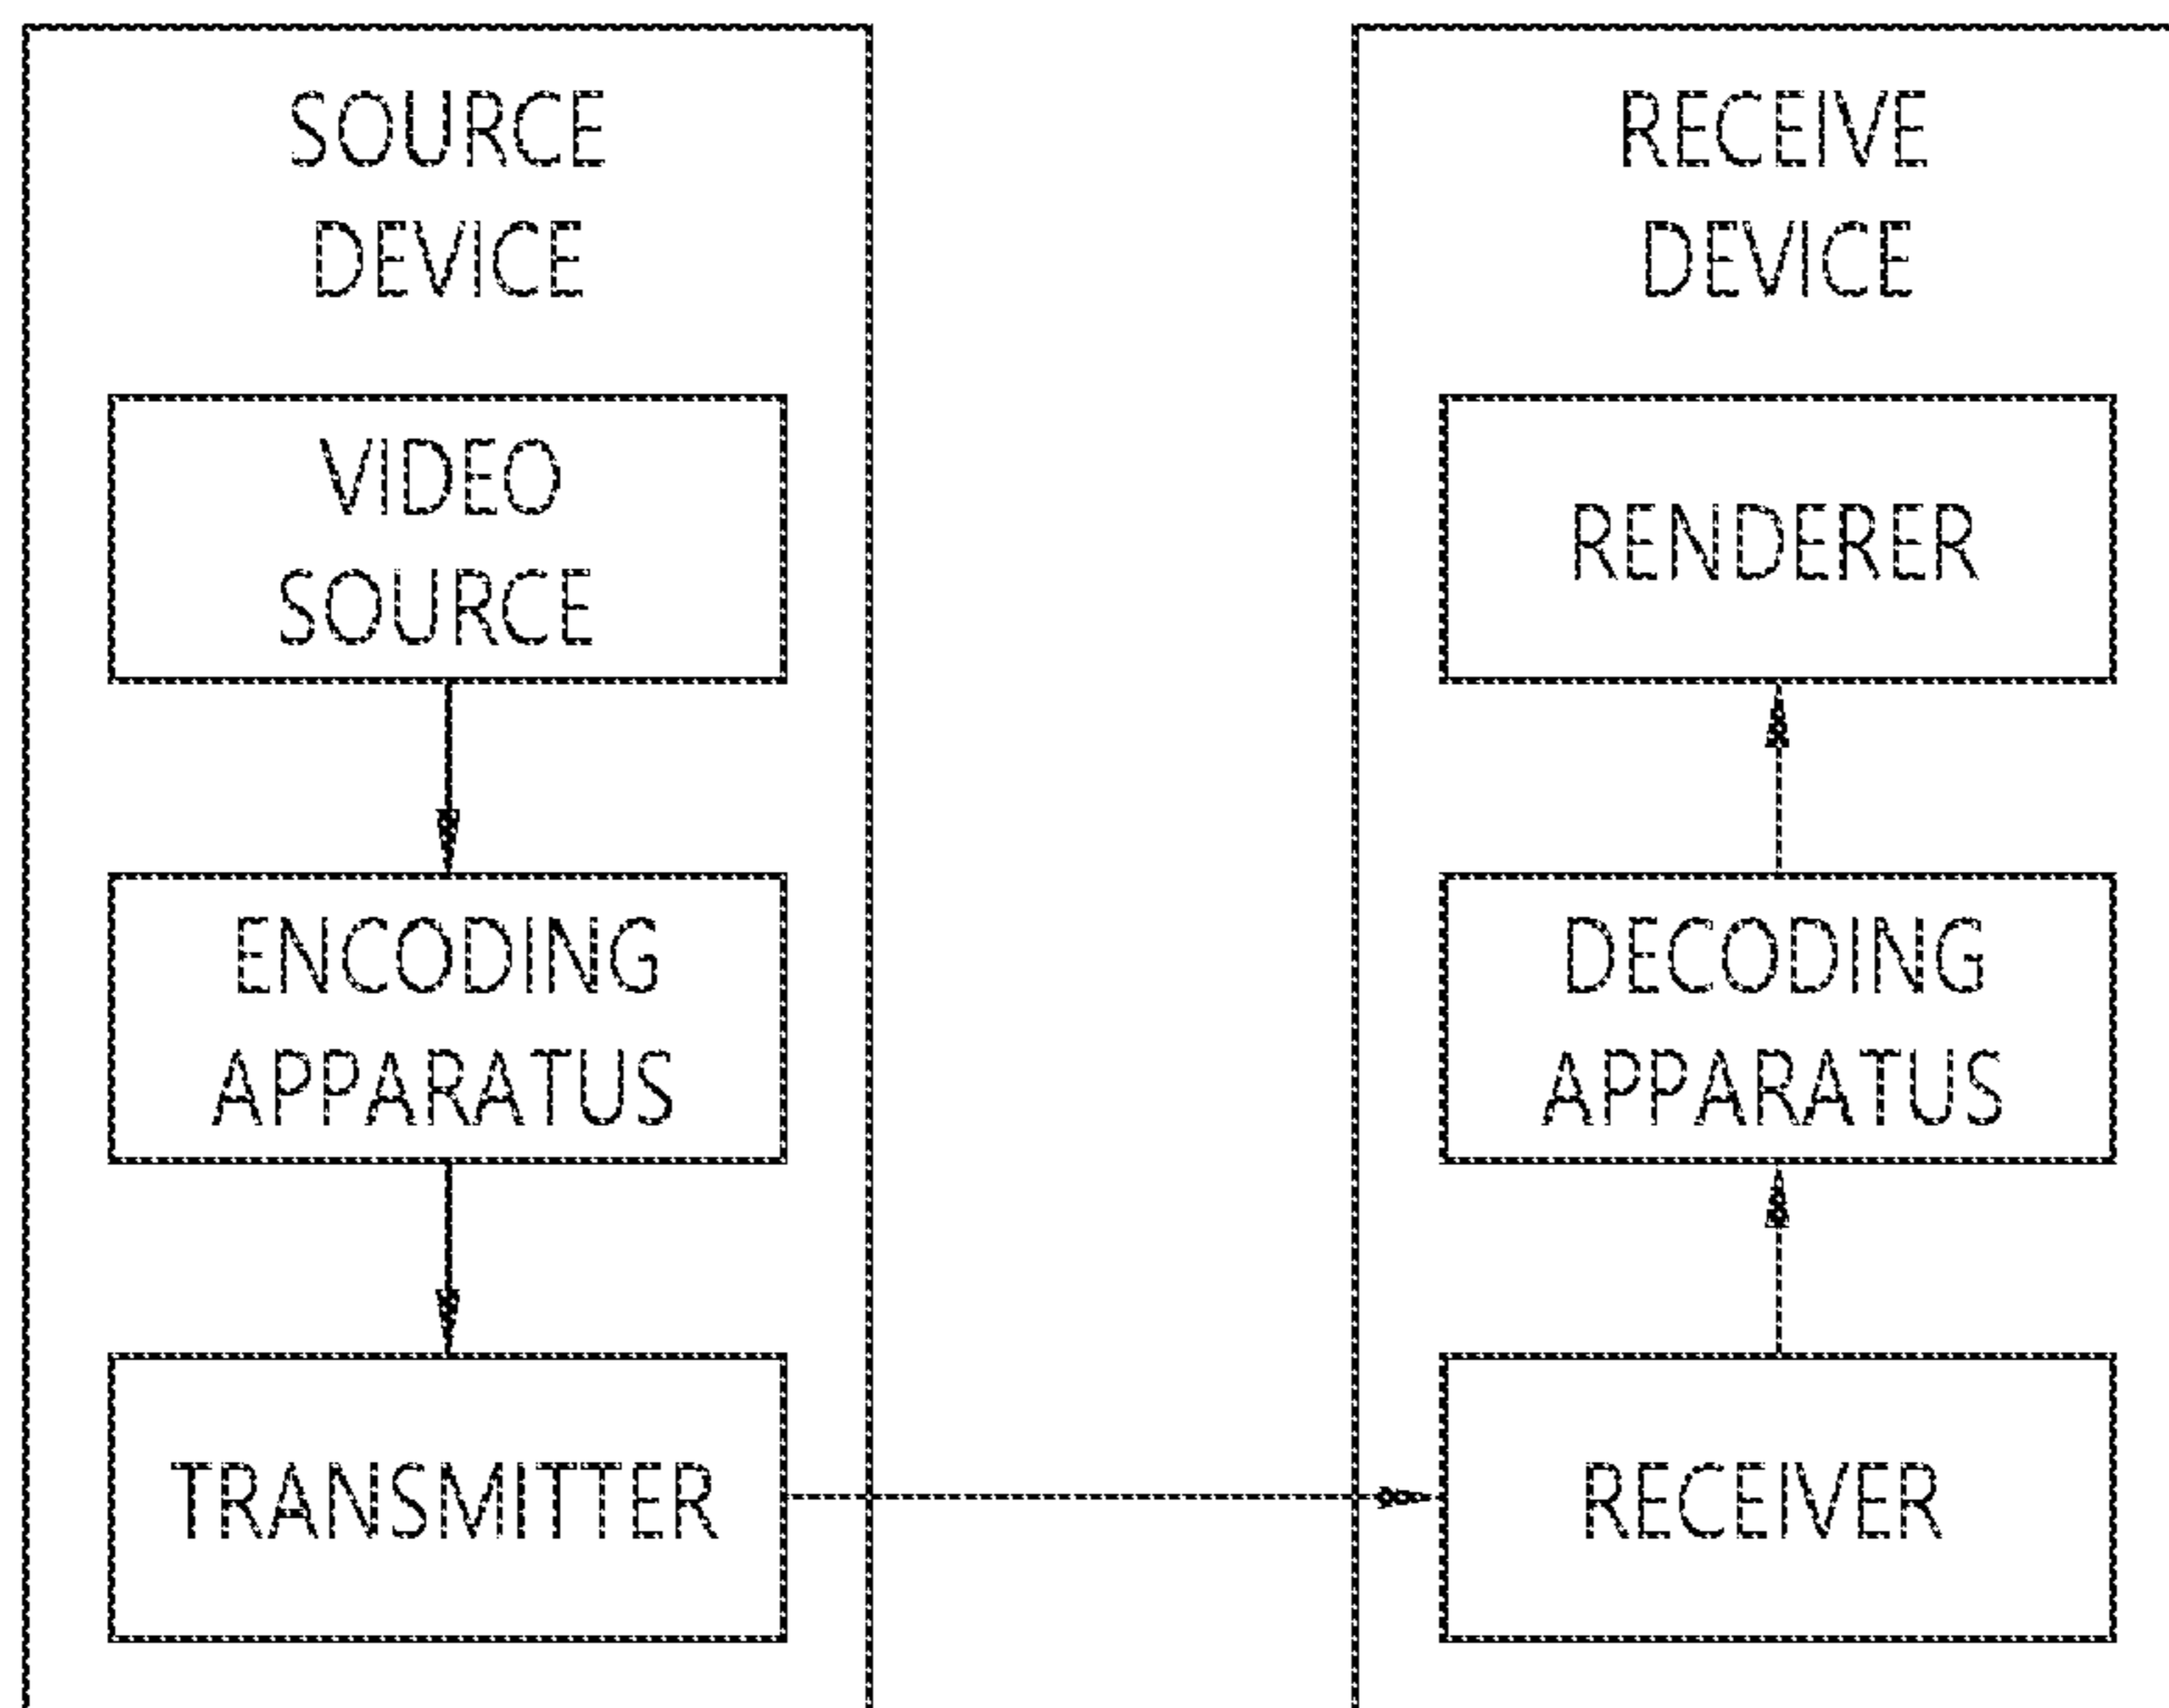 SOURCE
DEVICE
VIDEO
SOURCE
ENCODING
APPARATUS
TRANSMITTER
RECEIVE
DEVICE
RENDERER
DECODING
APPARATUS
RECEIVER